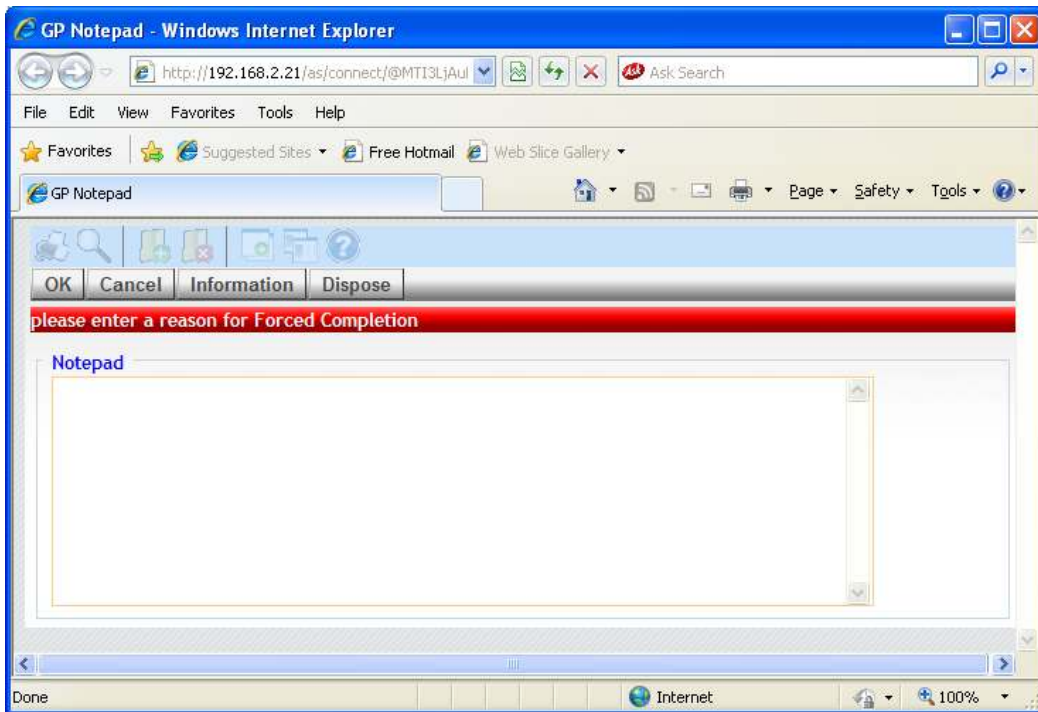 GP Notepad - Windows Internet Explorer
http://192.168.2.21/as/connect/@MTI3LjAuI Ask Search
File Edit View Favorites Tools Help
Favorites Suggested Sites Free Hotmail Web Slice Gallery
GP Notepad Page Safety Tools
OK Cancel Information Dispose
please enter a reason for Forced Completion
Notepad
Done Internet 100%